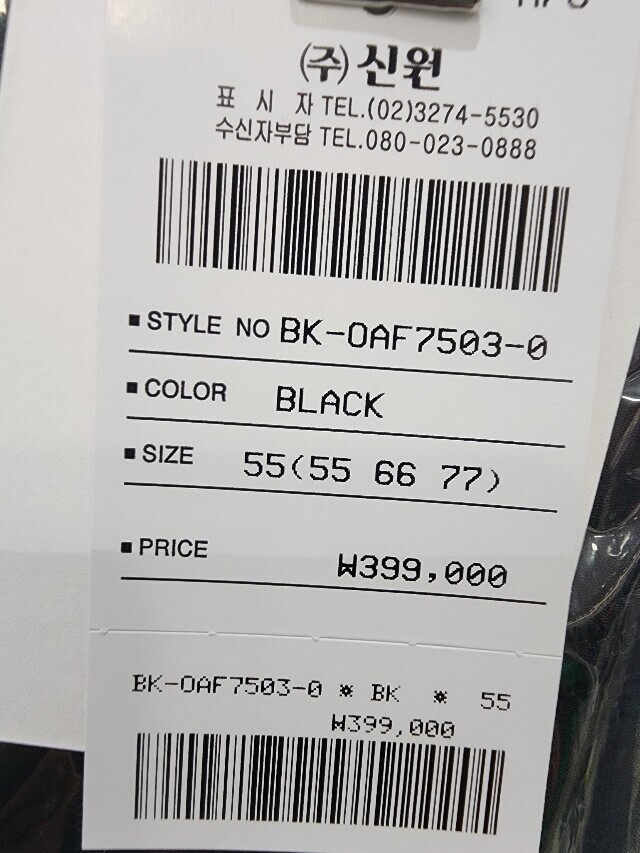 (주)신원
표 시 자 TEL.(02)3274-5530
수신자부담 TEL.080-023-0888
■ STYLE NO BK-OAF7503-0
■ COLOR BLACK
■ SIZE 55(55 66 77)
■ PRICE ₩399,000
BK-OAF7503-0 * BK * 55
₩399,000